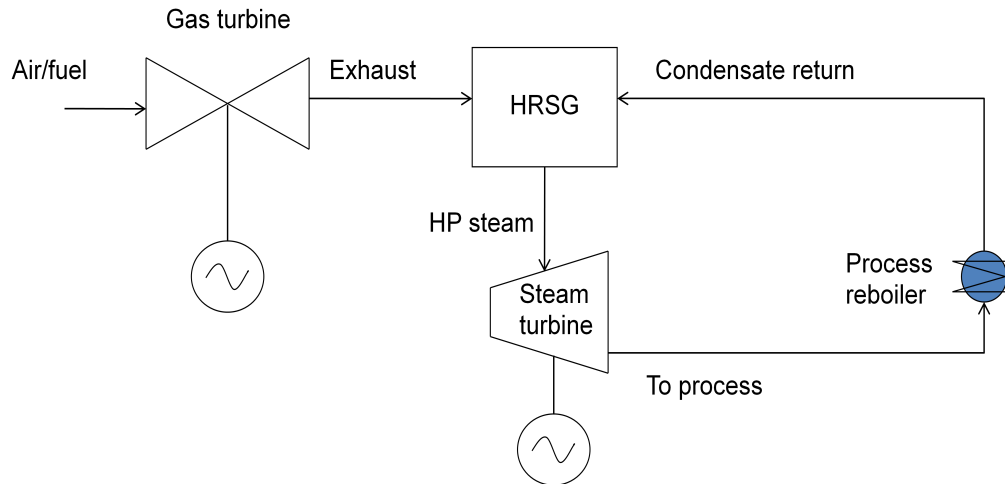 Gas turbine
Air/fuel
Exhaust
Condensate return
HRSG
HP steam
Process
reboiler
Steam
turbine
To process